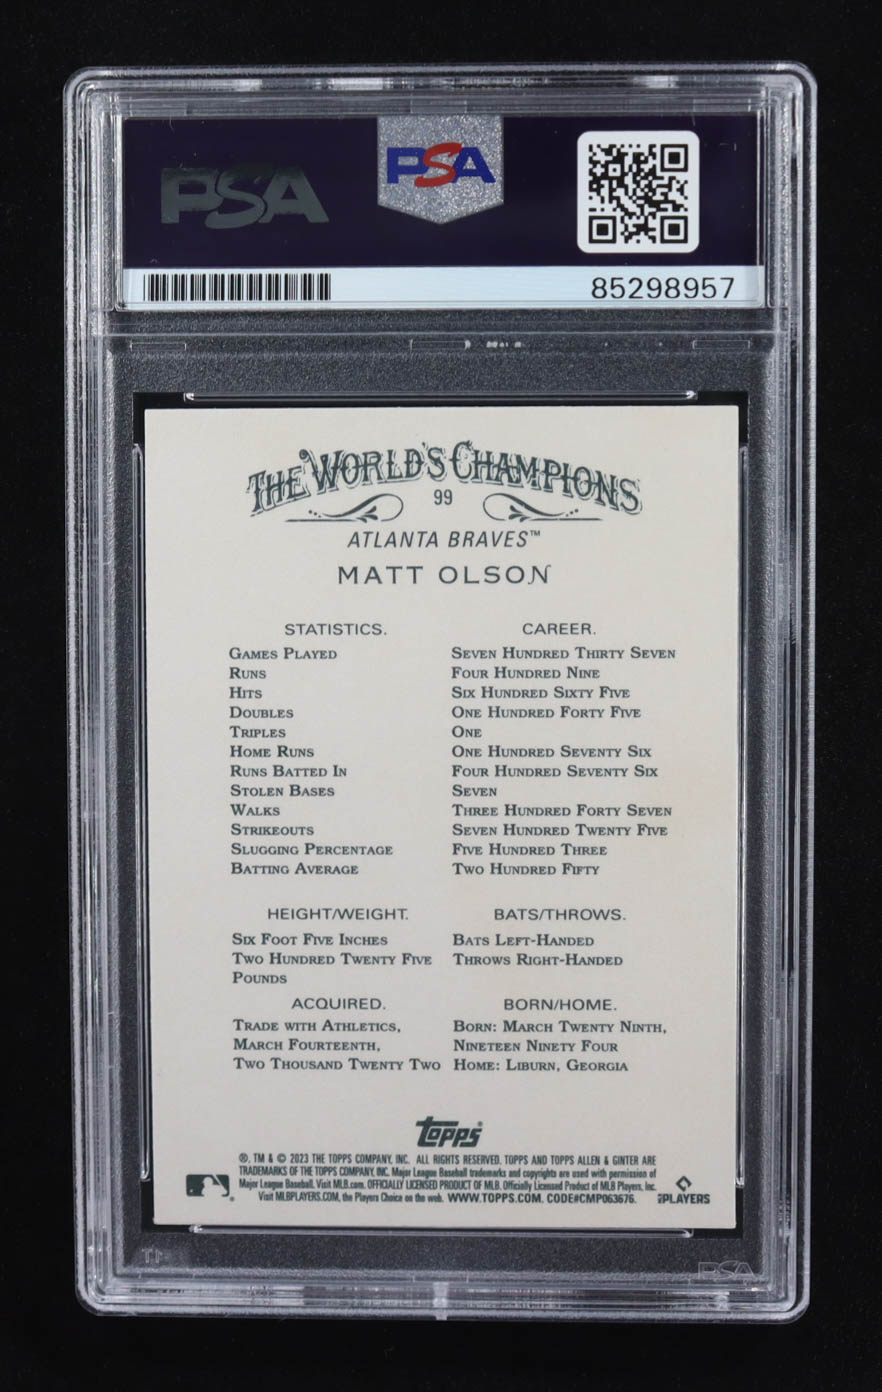 PSA
PSA
85298957
THE WORLD'S CHAMPIONS
99
ATLANTA BRAVES™
MATT OLSON
STATISTICS. CAREER.
GAMES PLAYED SEVEN HUNDRED THIRTY SEVEN
RUNS FOUR HUNDRED NINE
HITS SIX HUNDRED SIXTY FIVE
DOUBLES ONE HUNDRED FORTY FIVE
TRIPLES ONE
HOME RUNS ONE HUNDRED SEVENTY SIX
RUNS BATTED IN FOUR HUNDRED SEVENTY SIX
STOLEN BASES SEVEN
WALKS THREE HUNDRED FORTY SEVEN
STRIKEOUTS SEVEN HUNDRED TWENTY FIVE
SLUGGING PERCENTAGE FIVE HUNDRED THREE
BATTING AVERAGE TWO HUNDRED FIFTY
HEIGHT/WEIGHT. BATS/THROWS.
SIX FOOT FIVE INCHES BATS LEFT-HANDED
TWO HUNDRED TWENTY FIVE THROWS RIGHT-HANDED
POUNDS
ACQUIRED. BORN/HOME.
TRADE WITH ATHLETICS, BORN: MARCH TWENTY NINTH,
MARCH FOURTEENTH, NINETEEN NINETY FOUR
TWO THOUSAND TWENTY TWO HOME: LIBURN, GEORGIA
Topps
®, TM & © 2023 THE TOPPS COMPANY, INC. ALL RIGHTS RESERVED. TOPPS AND TOPPS ALLEN & GINTER ARE
TRADEMARKS OF THE TOPPS COMPANY, INC. Major League Baseball trademarks and copyrights are used with permission of
Major League Baseball. Visit MLB.com. OFFICIALLY LICENSED PRODUCT OF MLB. Officially Licensed Product of MLB Players, Inc.
Visit MLBPLAYERS.COM, the Players Choice on the web. WWW.TOPPS.COM. CODE#CMP063676.
PLAYERS
PSA